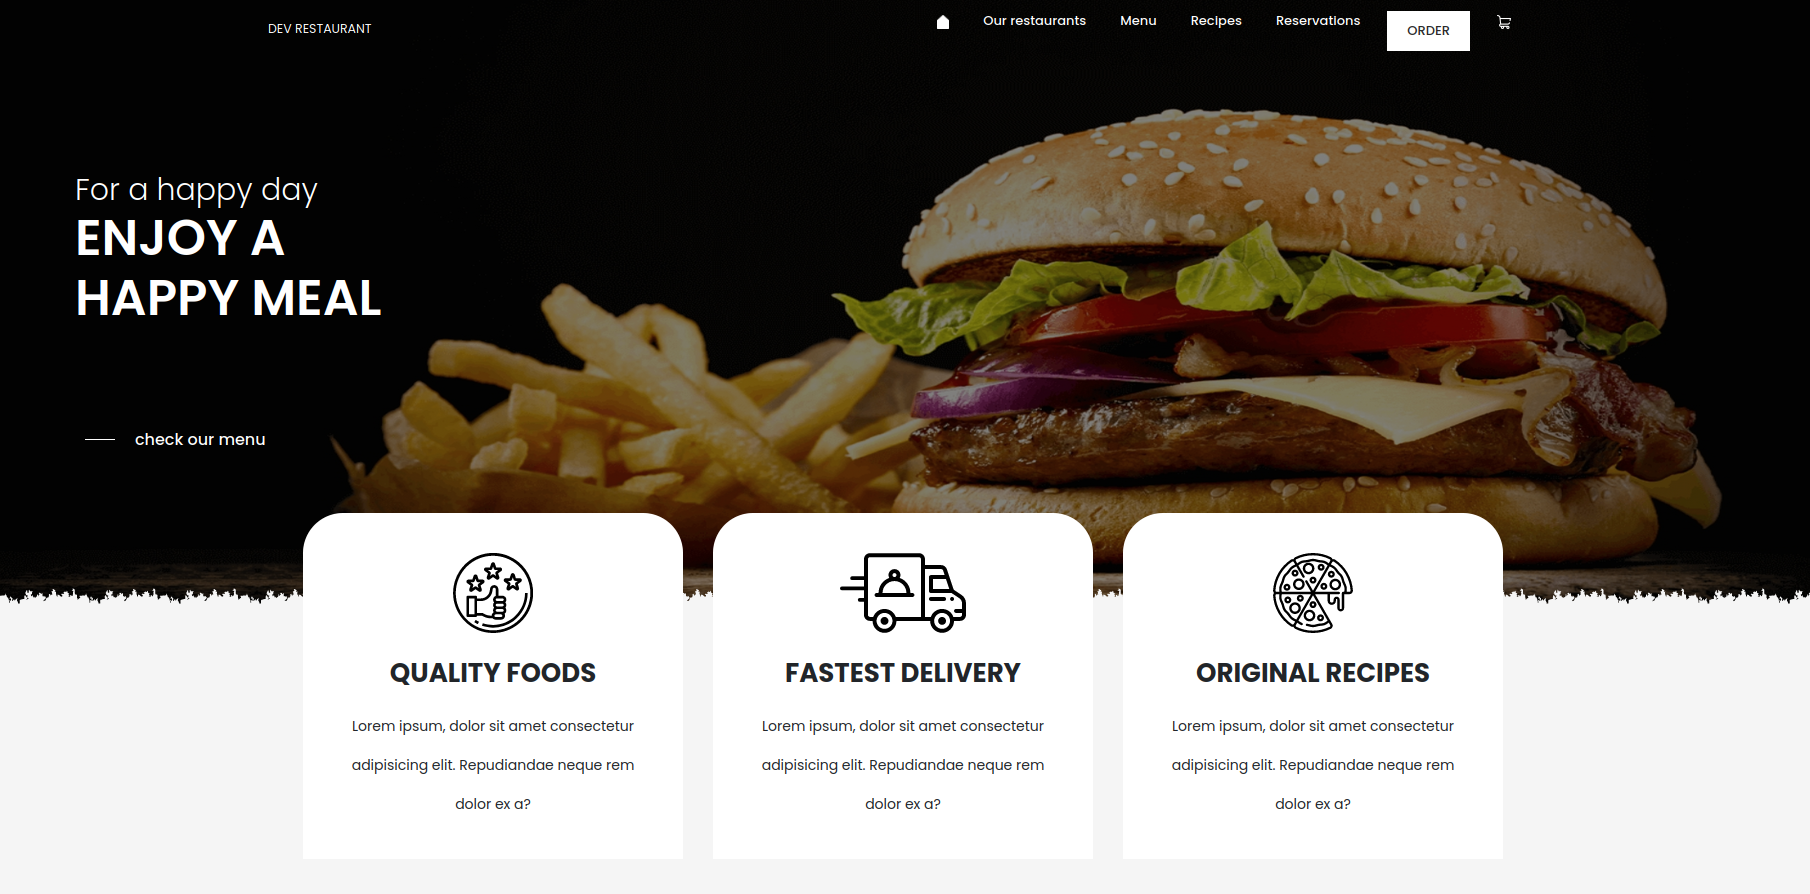 DEV RESTAURANT
Our restaurants
Menu
Recipes
Reservations
ORDER
For a happy day
ENJOY A
HAPPY MEAL
check our menu
QUALITY FOODS
Lorem ipsum, dolor sit amet consectetur
adipisicing elit. Repudiandae neque rem
dolor ex a?
FASTEST DELIVERY
Lorem ipsum, dolor sit amet consectetur
adipisicing elit. Repudiandae neque rem
dolor ex a?
ORIGINAL RECIPES
Lorem ipsum, dolor sit amet consectetur
adipisicing elit. Repudiandae neque rem
dolor ex a?